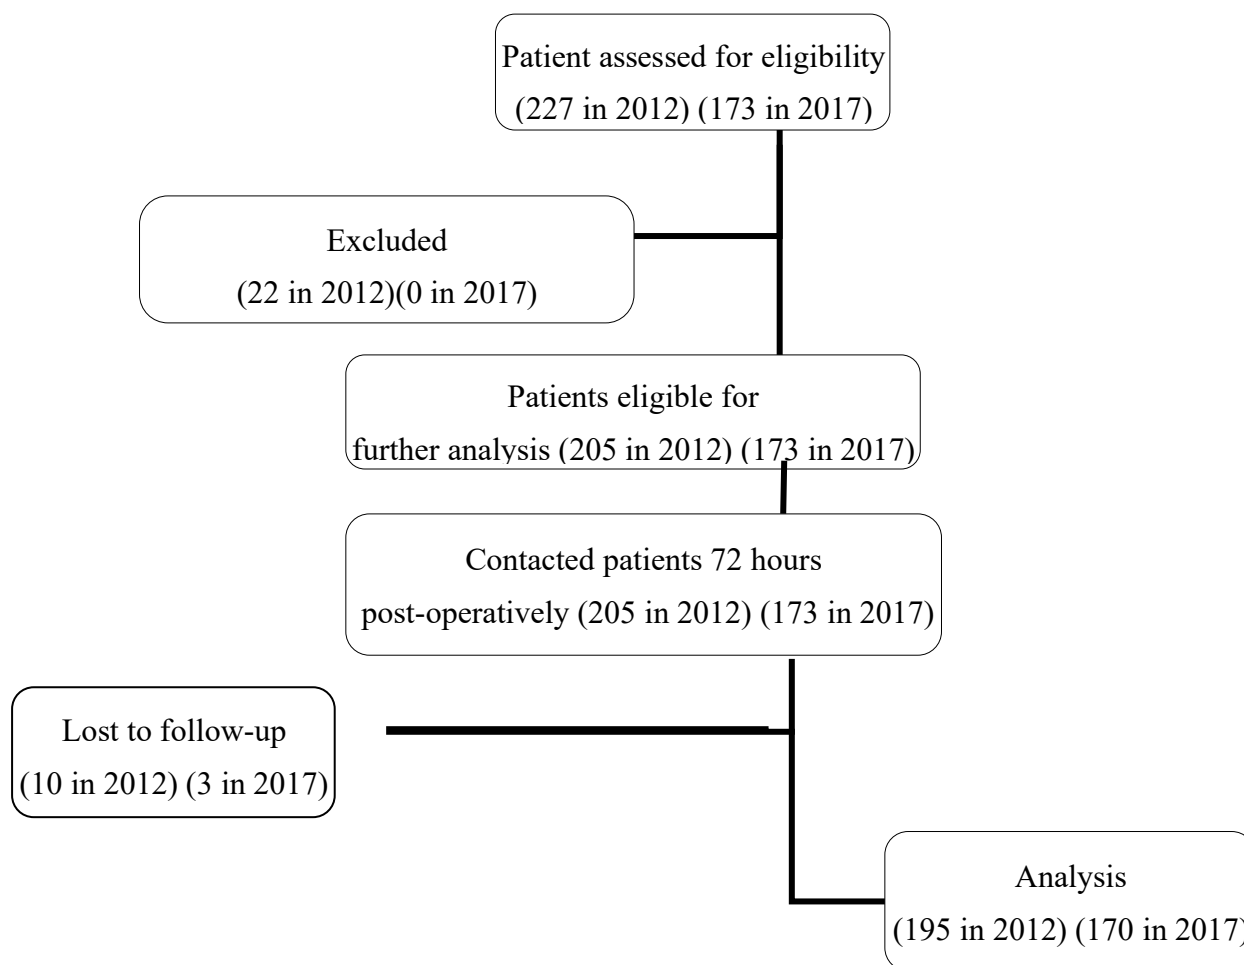 Patient assessed for eligibility
(227 in 2012) (173 in 2017)
Excluded
(22 in 2012)(0 in 2017)
Patients eligible for
further analysis (205 in 2012) (173 in 2017)
Contacted patients 72 hours
post-operatively (205 in 2012) (173 in 2017)
Lost to follow-up
(10 in 2012) (3 in 2017)
Analysis
(195 in 2012) (170 in 2017)